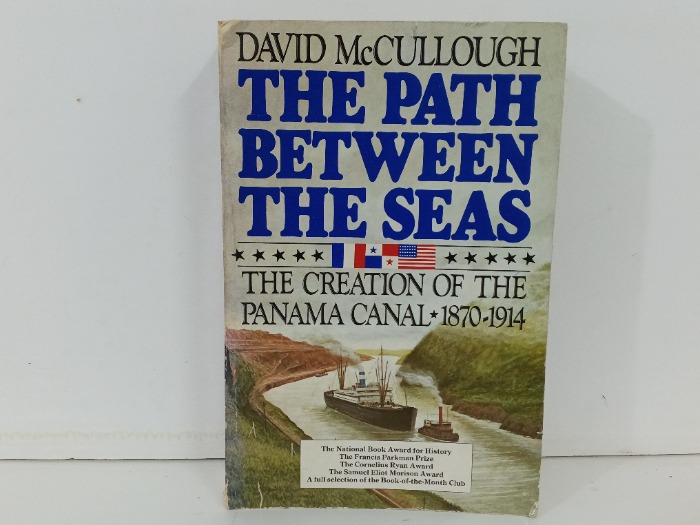 DAVID McCULLOUGH
THE PATH
BETWEEN
THE SEAS
THE CREATION OF THE
PANAMA CANAL★1870-1914
The National Book Award for History
The Francis Parkman Prize
The Cornelius Ryan Award
The Samuel Eliot Morison Award
A full selection of the Book-of-the-Month Club